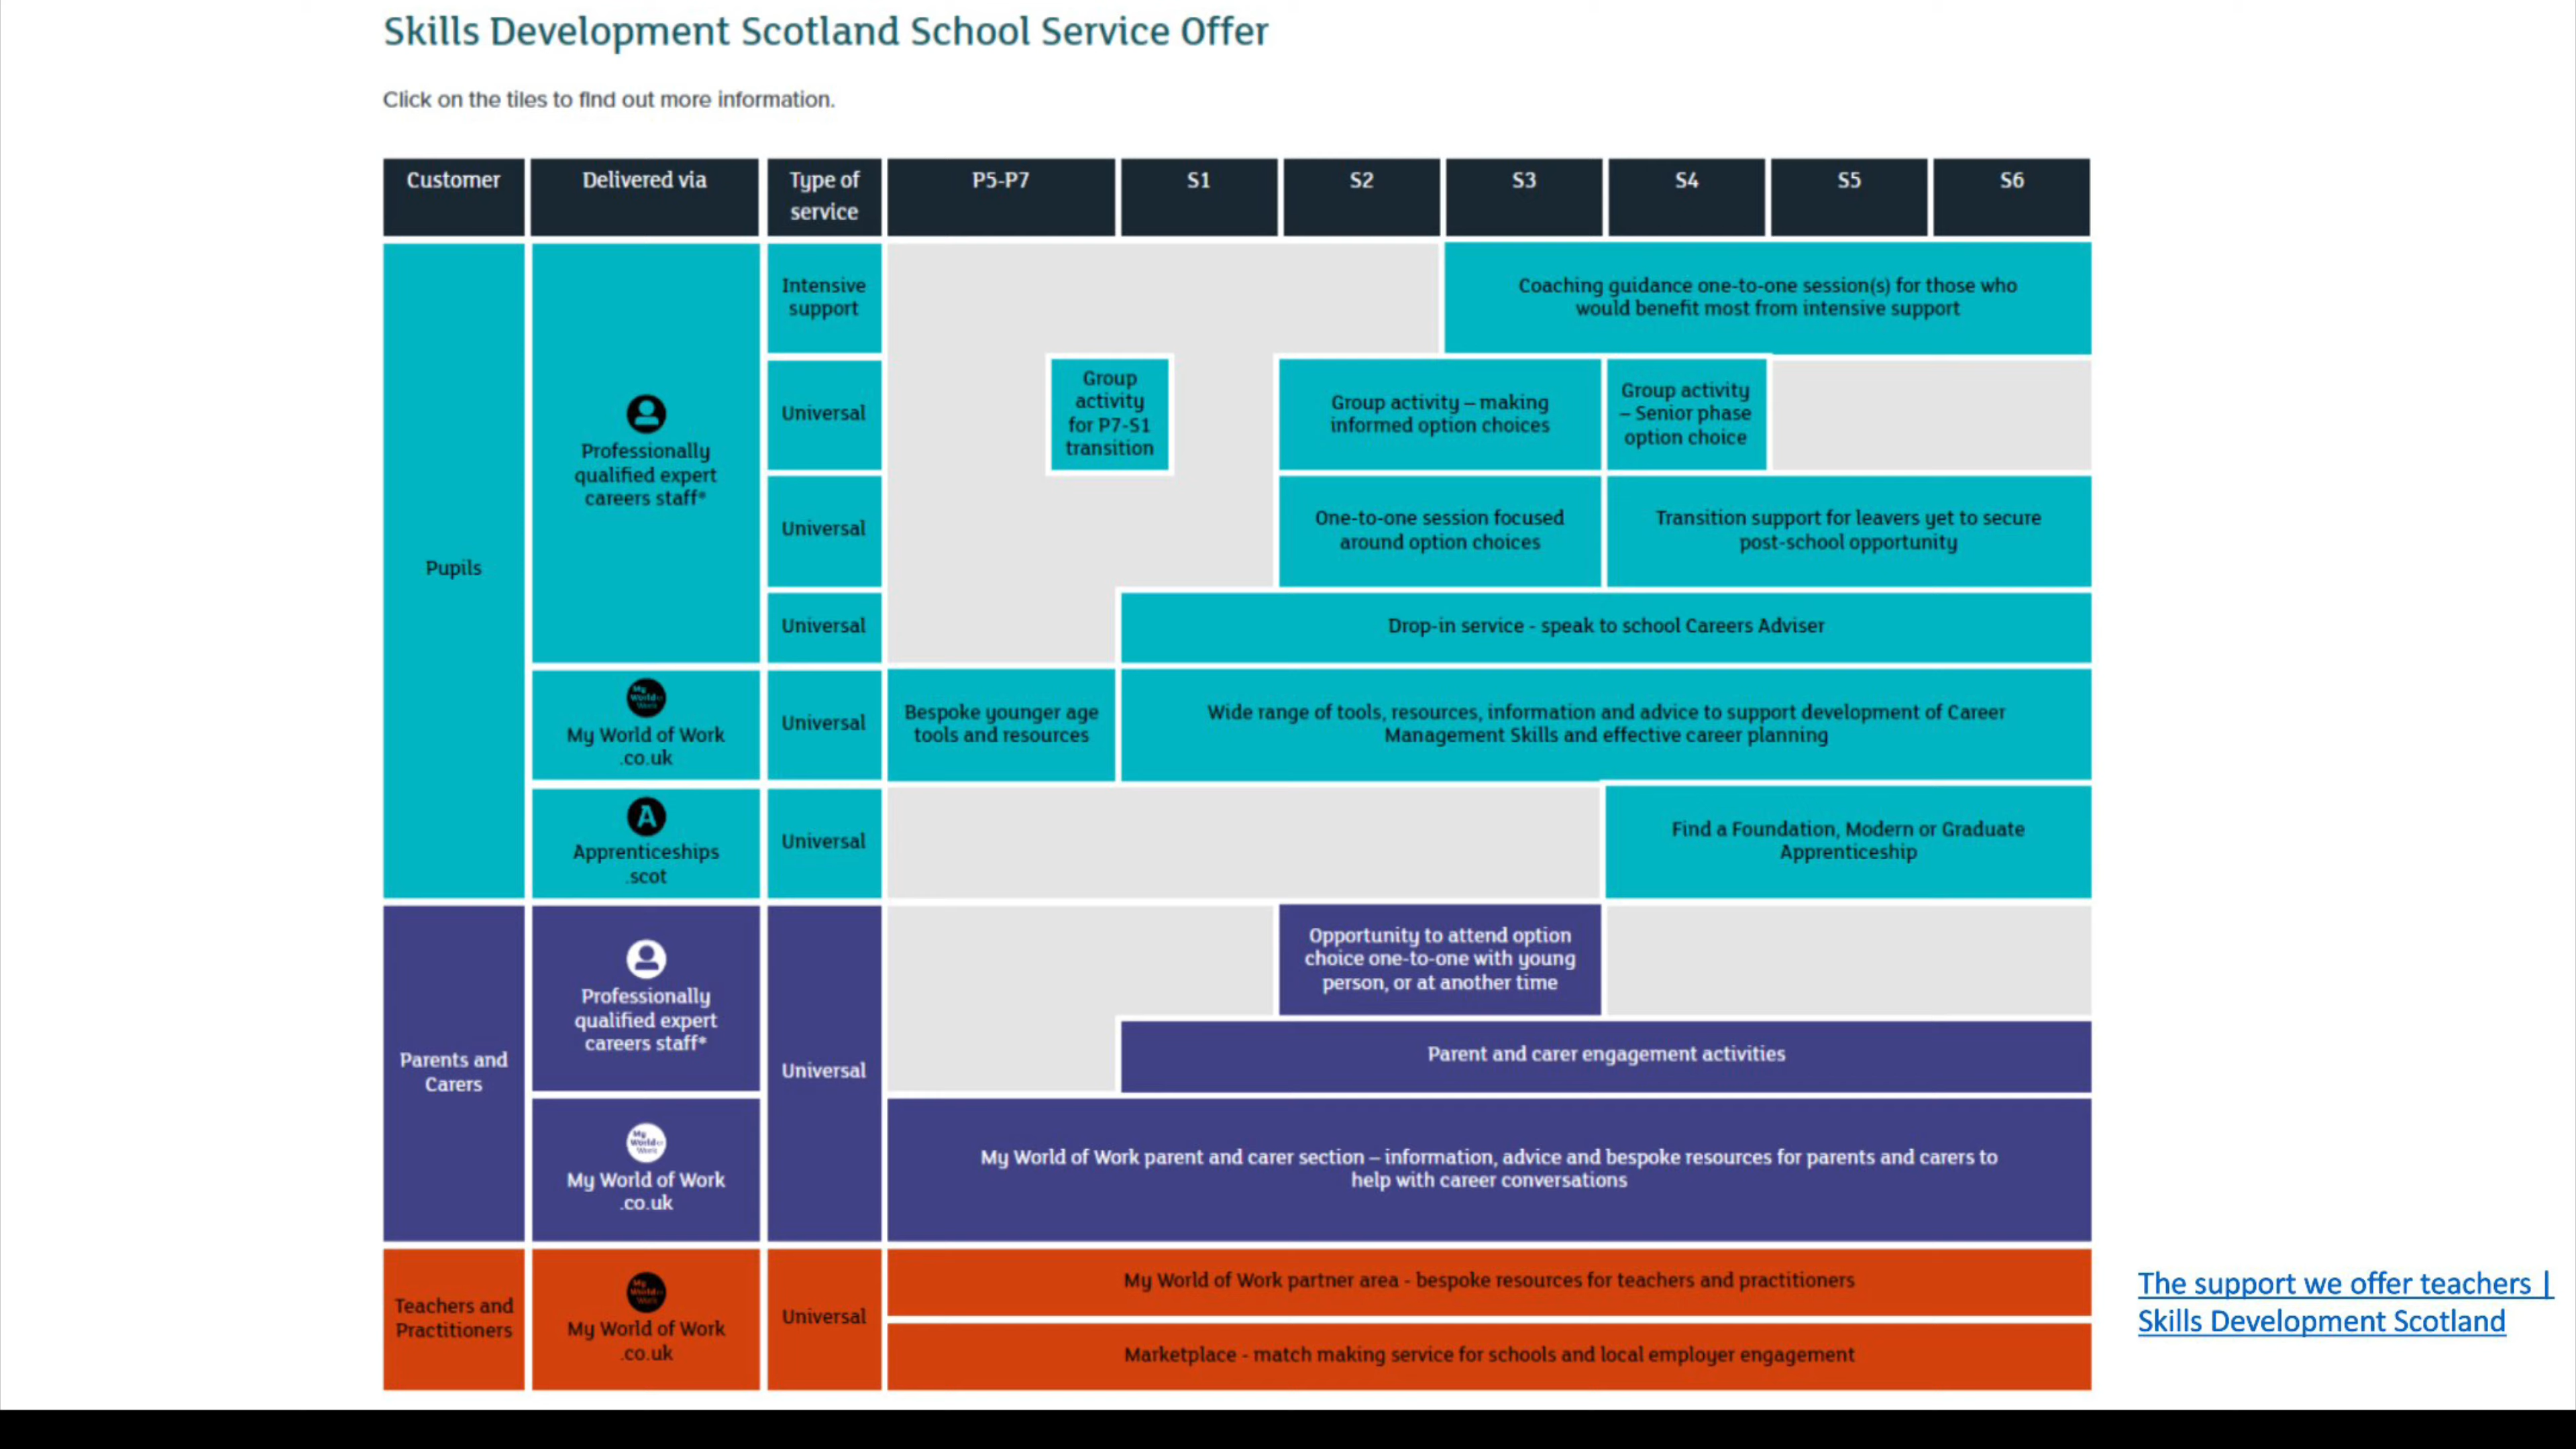 Skills Development Scotland School Service Offer
Click on the tiles to find out more information.
Customer
Delivered via
Type of
service
P5-P7
S1
S2
S3
S4
S5
S6
Pupils
Professionally
qualified expert
careers staff*
Intensive
support
Coaching guidance one-to-one session(s) for those who
would benefit most from intensive support
Universal
Group
activity
for P7-S1
transition
Group activity – making
informed option choices
Group activity
– Senior phase
option choice
Universal
One-to-one session focused
around option choices
Transition support for leavers yet to secure
post-school opportunity
Universal
Drop-in service - speak to school Careers Adviser
My
World of
Work
My World of Work
.co.uk
Universal
Bespoke younger age
tools and resources
Wide range of tools, resources, information and advice to support development of Career
Management Skills and effective career planning
A
Apprenticeships
.scot
Universal
Find a Foundation, Modern or Graduate
Apprenticeship
Parents and
Carers
Professionally
qualified expert
careers staff*
Universal
Opportunity to attend option
choice one-to-one with young
person, or at another time
Parent and carer engagement activities
My
World of
Work
My World of Work
.co.uk
My World of Work parent and carer section – information, advice and bespoke resources for parents and carers to
help with career conversations
Teachers and
Practitioners
My
World of
Work
My World of Work
.co.uk
Universal
My World of Work partner area - bespoke resources for teachers and practitioners
Marketplace - match making service for schools and local employer engagement
The support we offer teachers |
Skills Development Scotland